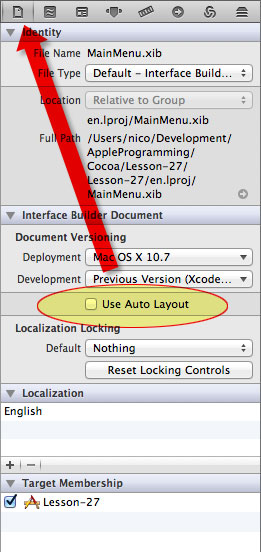 Identity
File Name MainMenu.xib
File Type Default - Interface Build...
Location Relative to Group
en.lproj/MainMenu.xib
Full Path /Users/nico/Development/
AppleProgramming/
Cocoa/Lesson-27/
Lesson-27/en.lproj/
MainMenu.xib
Interface Builder Document
Document Versioning
Deployment Mac OS X 10.7
Development Previous Version (Xcode...
Use Auto Layout
Localization Locking
Default Nothing
Reset Locking Controls
Localization
English
+ −
Target Membership
Lesson-27